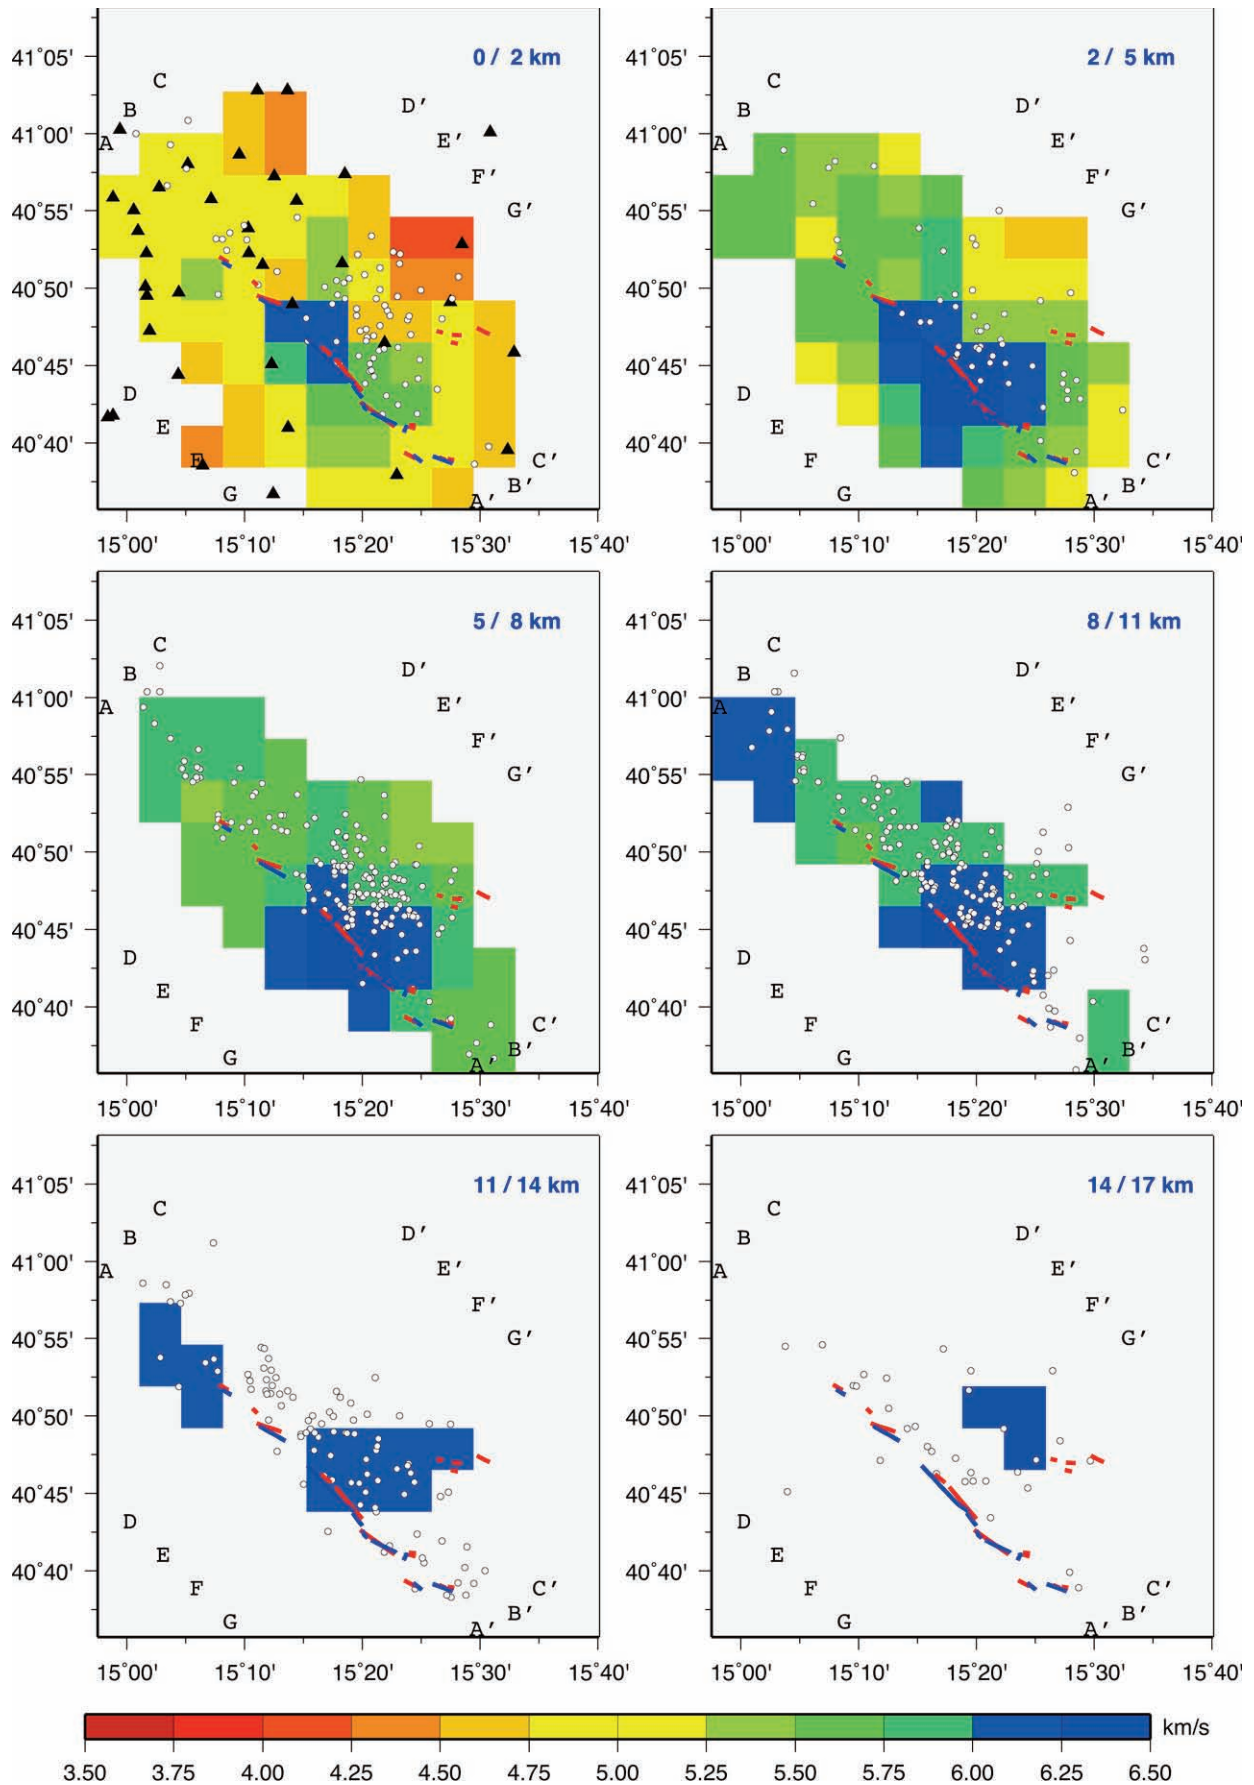 0 / 2 km
2 / 5 km
41°05'
41°05'
C
C
B
D'
B
D'
41°00'
A
E'
41°00'
A
E'
F'
F'
40°55'
G'
40°55'
G'
40°50'
40°50'
40°45'
40°45'
D
D
E
E
40°40'
F
C'
40°40'
F
C'
G
B'
G
B'
A'
A'
15°00' 15°10' 15°20' 15°30' 15°40'
15°00' 15°10' 15°20' 15°30' 15°40'
5 / 8 km
8 / 11 km
41°05'
41°05'
C
C
B
D'
B
D'
41°00'
A
E'
41°00'
A
E'
F'
F'
40°55'
G'
40°55'
G'
40°50'
40°50'
40°45'
40°45'
D
D
E
E
40°40'
F
C'
40°40'
F
C'
G
B'
G
B'
A'
A'
15°00' 15°10' 15°20' 15°30' 15°40'
15°00' 15°10' 15°20' 15°30' 15°40'
11 / 14 km
14 / 17 km
41°05'
41°05'
C
C
B
D'
B
D'
41°00'
A
E'
41°00'
A
E'
F'
F'
40°55'
G'
40°55'
G'
40°50'
40°50'
40°45'
40°45'
D
D
E
E
40°40'
F
C'
40°40'
F
C'
G
B'
G
B'
A'
A'
15°00' 15°10' 15°20' 15°30' 15°40'
15°00' 15°10' 15°20' 15°30' 15°40'
km/s
3.50 3.75 4.00 4.25 4.50 4.75 5.00 5.25 5.50 5.75 6.00 6.25 6.50